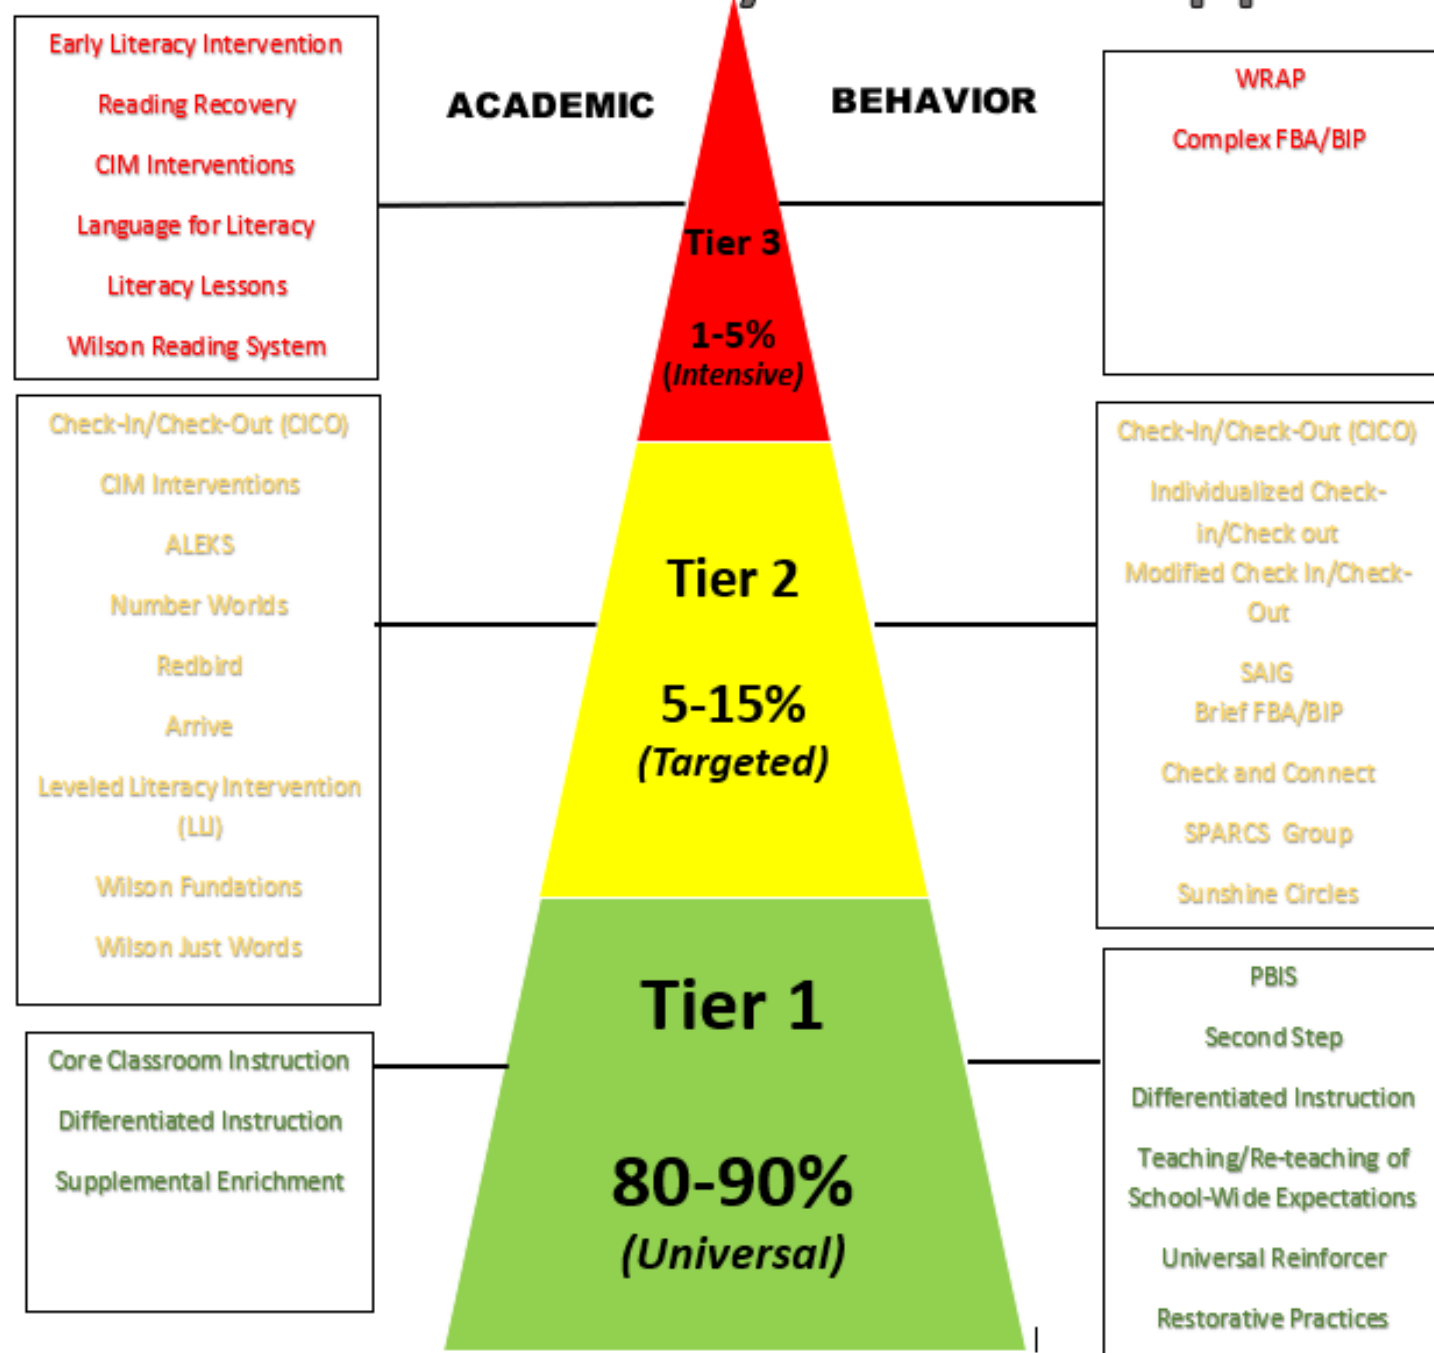 ACADEMIC
BEHAVIOR
Early Literacy Intervention
Reading Recovery
CIM Interventions
Language for Literacy
Literacy Lessons
Wilson Reading System
Tier 3
1-5%
(Intensive)
WRAP
Complex FBA/BIP
Check-In/Check-Out (CICO)
CIM Interventions
ALEKS
Number Worlds
Redbird
Arrive
Leveled Literacy Intervention
(LLI)
Wilson Fundations
Wilson Just Words
Tier 2
5-15%
(Targeted)
Check-In/Check-Out (CICO)
Individualized Check-
in/Check out
Modified Check In/Check-
Out
SAIG
Brief FBA/BIP
Check and Connect
SPARCS Group
Sunshine Circles
Core Classroom Instruction
Differentiated Instruction
Supplemental Enrichment
Tier 1
80-90%
(Universal)
PBIS
Second Step
Differentiated Instruction
Teaching/Re-teaching of
School-Wide Expectations
Universal Reinforcer
Restorative Practices